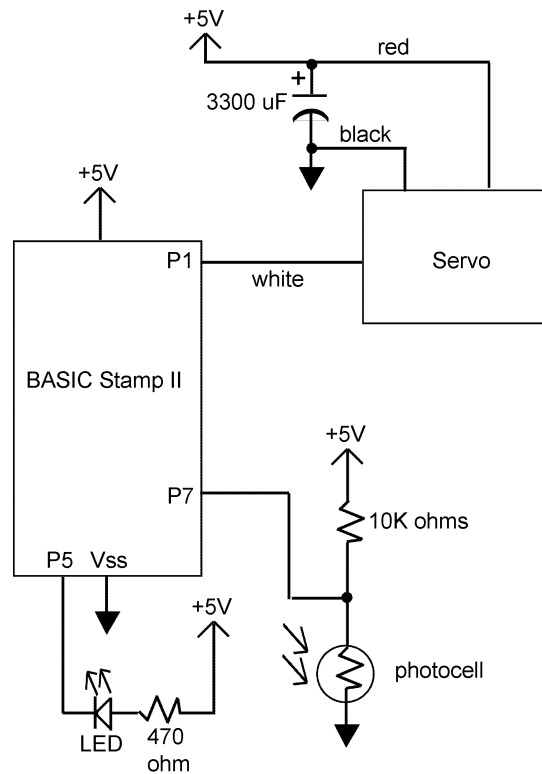 +5V
red
+
3300 uF
black
+5V
P1
white
Servo
BASIC Stamp II
+5V
P7
10K ohms
P5 Vss
+5V
photocell
LED
470
ohm